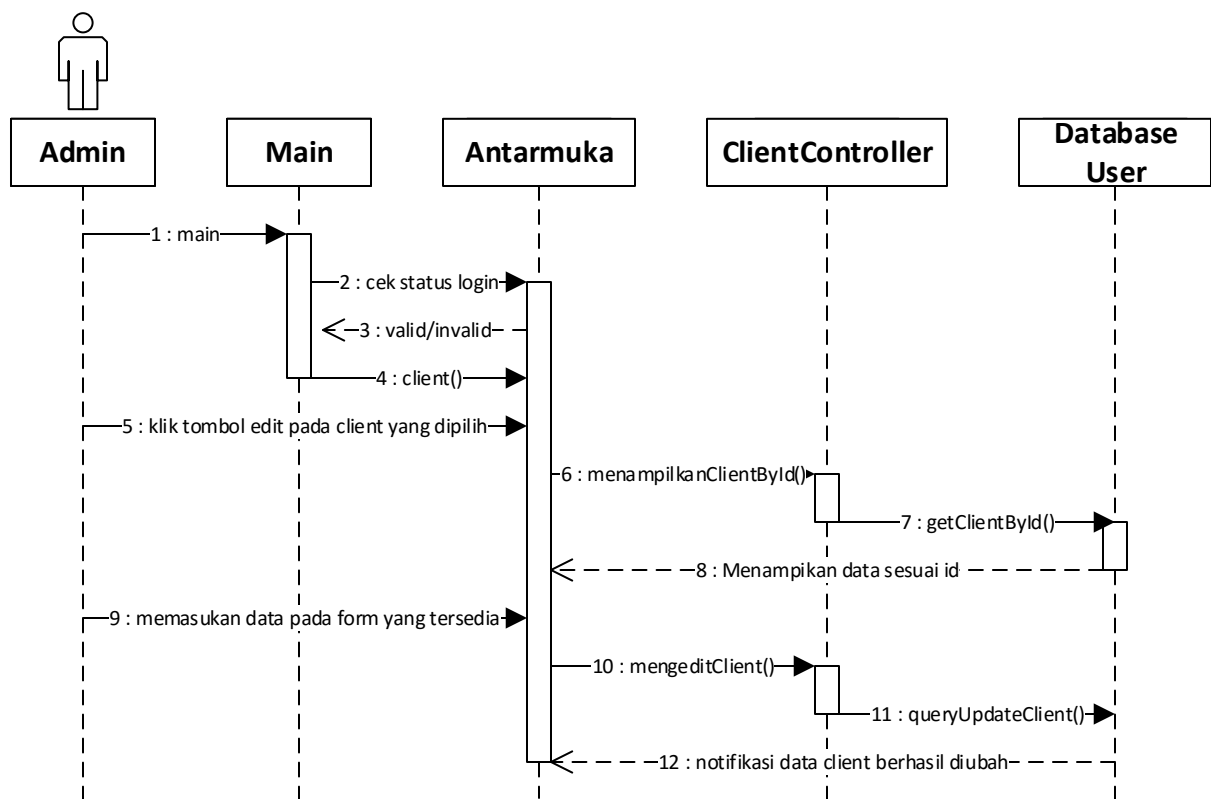 Admin
Main
Antarmuka
ClientController
Database
User
1 : main
2 : cek status login
3 : valid/invalid
4 : client()
5 : klik tombol edit pada client yang dipilih
6 : menampilkanClientById()
7 : getClientById()
8 : Menampikan data sesuai id
9 : memasukan data pada form yang tersedia
10 : mengeditClient()
11 : queryUpdateClient()
12 : notifikasi data client berhasil diubah